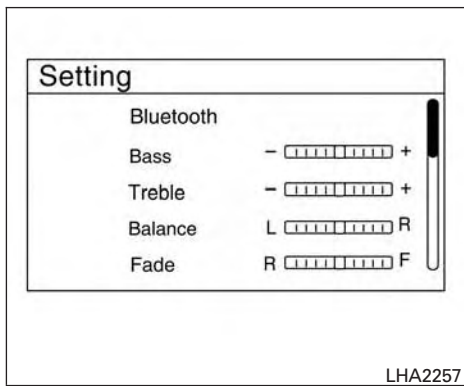 Setting
Bluetooth
Bass - +
Treble - +
Balance L R
Fade R F
LHA2257